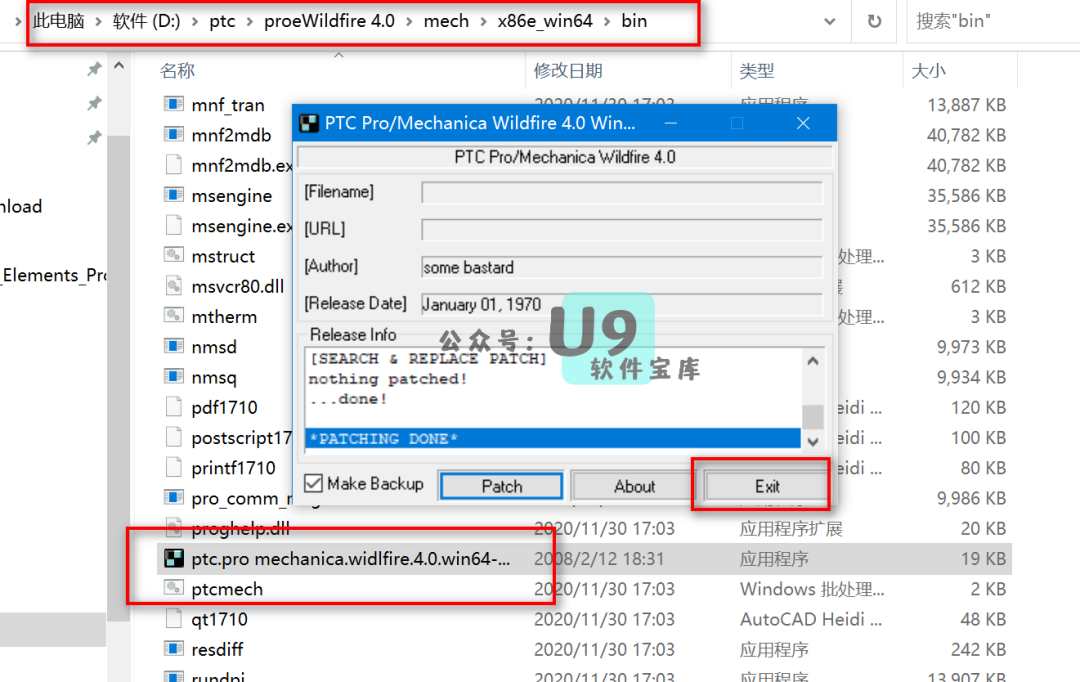 此电脑 > 软件 (D:) > ptc > proeWildfire 4.0 > mech > x86e_win64 > bin
搜索"bin"
名称 修改日期 类型 大小
mnf_tran 2020/11/30 17:03 应用程序 13,887 KB
PTC Pro/Mechanica Wildfire 4.0 Win...
mnf2mdb 40,782 KB
PTC Pro/Mechanica Wildfire 4.0
mnf2mdb.ex 40,782 KB
[Filename]
msengine 35,586 KB
nload
msengine.ex 35,586 KB
[URL]
mstruct 处理... 3 KB
[Author] some bastard
_Elements_Pro
msvcr80.dll 612 KB
[Release Date] January 01, 1970
mtherm 处理... 3 KB
Release Info
公众号: U9
软件宝库
nmsd 9,973 KB
[SEARCH & REPLACE PATCH]
nothing patched!
nmsq 9,934 KB
...done!
pdf1710 eidi ... 120 KB
postscript17 eidi ... 100 KB
*PATCHING DONE*
printf1710 eidi ... 80 KB
Make Backup Patch About Exit
pro_comm_ 9,986 KB
proghelp.dll 2020/11/30 17:03 应用程序扩展 20 KB
ptc.pro mechanica.widlfire.4.0.win64-... 2008/2/12 18:31 应用程序 19 KB
ptcmech 2020/11/30 17:03 Windows 批处理... 2 KB
qt1710 2020/11/30 17:03 AutoCAD Heidi ... 48 KB
resdiff 2020/11/30 17:03 应用程序 242 KB
rundpi 2020/11/30 17:03 应用程序 13,907 KB